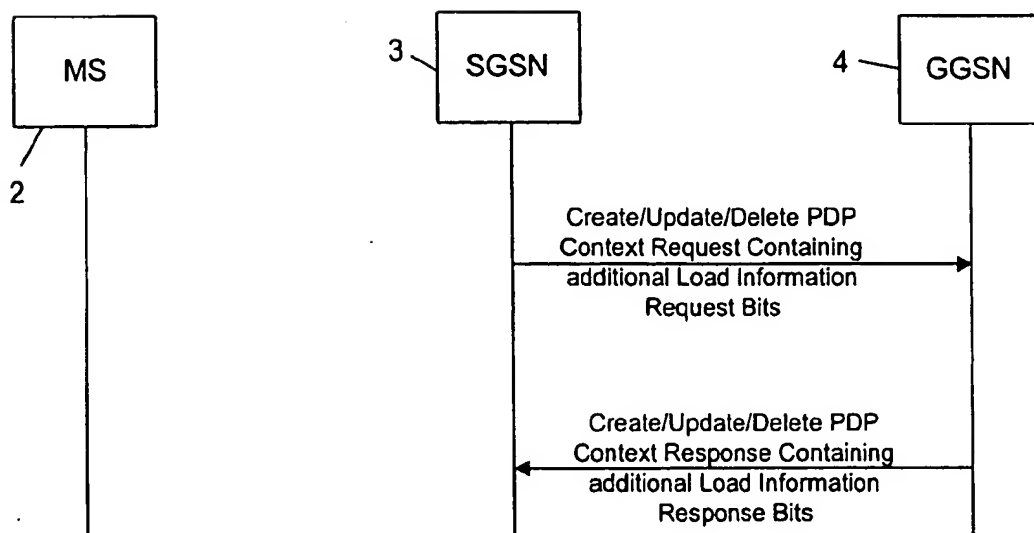 MS
3
SGSN
4
GGSN
2
Create/Update/Delete PDP
Context Request Containing
additional Load Information
Request Bits
Create/Update/Delete PDP
Context Response Containing
additional Load Information
Response Bits